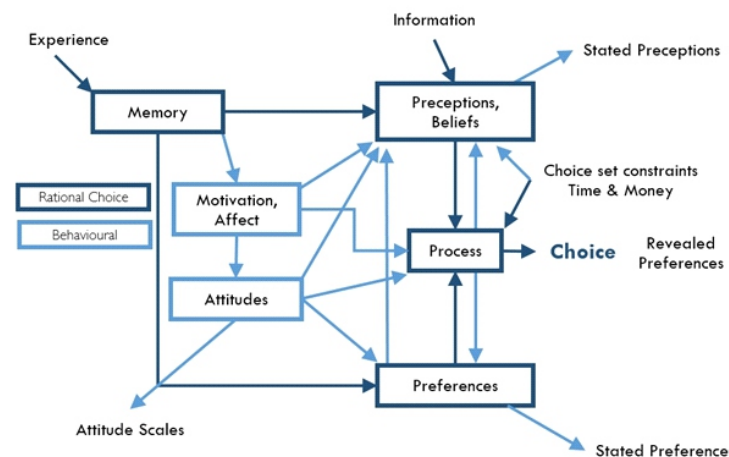 Information
Experience
Stated Preceptions
Memory
Preceptions,
Beliefs
Choice set constraints
Time & Money
Rational Choice
Motivation,
Affect
Behavioural
Process
Choice
Revealed
Preferences
Attitudes
Preferences
Attitude Scales
Stated Preference